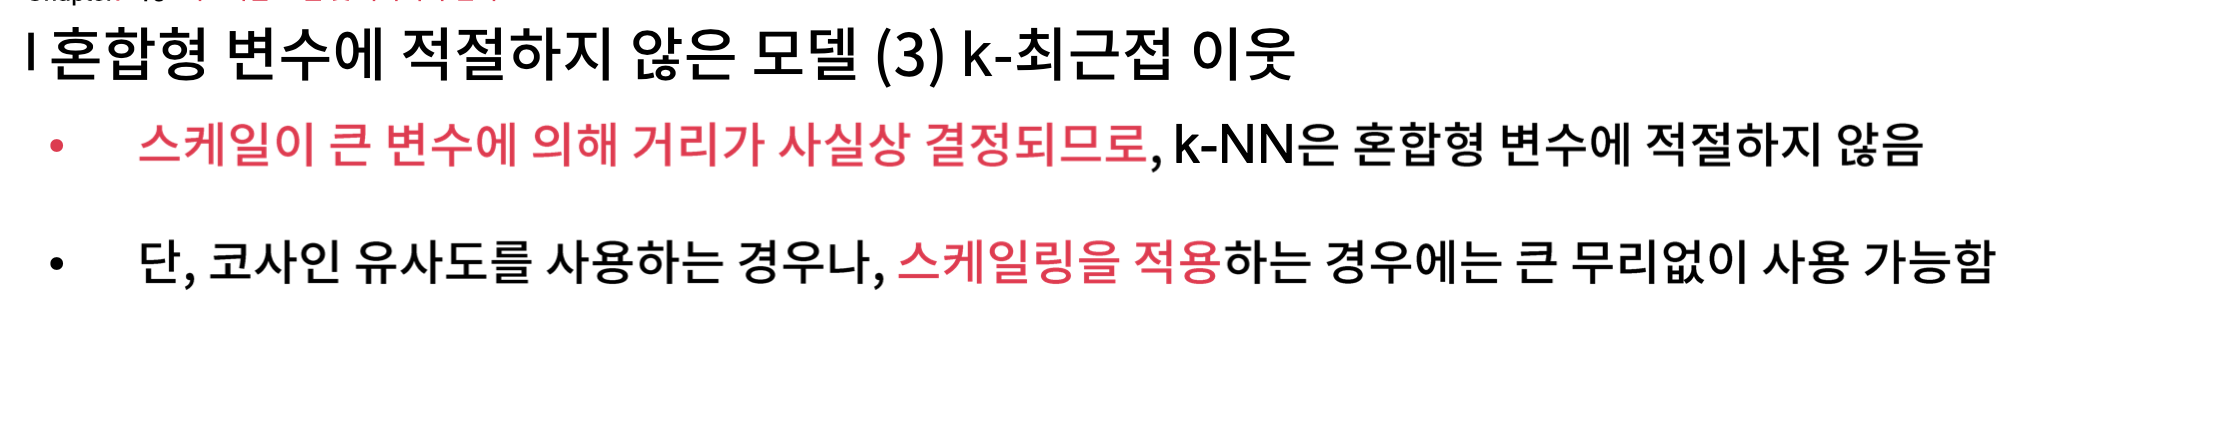 I 혼합형 변수에 적절하지 않은 모델 (3) k-최근접 이웃
• 스케일이 큰 변수에 의해 거리가 사실상 결정되므로, k-NN은 혼합형 변수에 적절하지 않음
• 단, 코사인 유사도를 사용하는 경우나, 스케일링을 적용하는 경우에는 큰 무리없이 사용 가능함